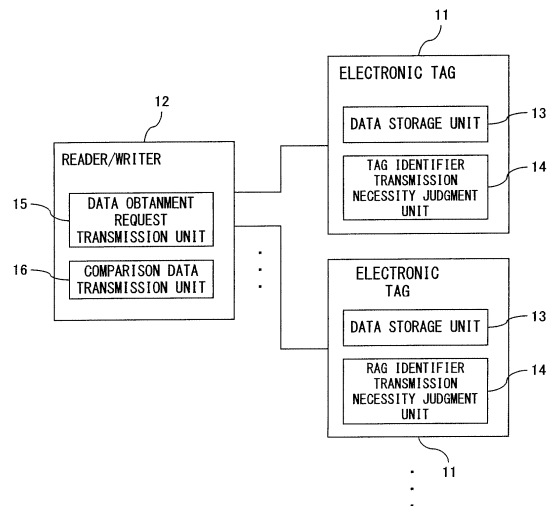 11
ELECTRONIC TAG
DATA STORAGE UNIT
13
TAG IDENTIFIER
TRANSMISSION
NECESSITY JUDGMENT
UNIT
14
12
READER/WRITER
15
DATA OBTANMENT
REQUEST
TRANSMISSION UNIT
16
COMPARISON DATA
TRANSMISSION UNIT
ELECTRONIC
TAG
DATA STORAGE UNIT
13
RAG IDENTIFIER
TRANSMISSION
NECESSITY JUDGMENT
UNIT
14
11